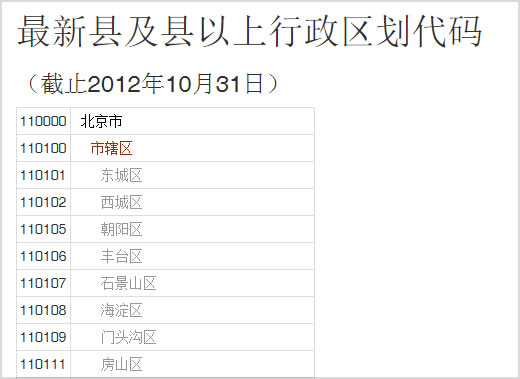 最新县及县以上行政区划代码
（截止2012年10月31日）
110000 北京市
110100 市辖区
110101 东城区
110102 西城区
110105 朝阳区
110106 丰台区
110107 石景山区
110108 海淀区
110109 门头沟区
110111 房山区